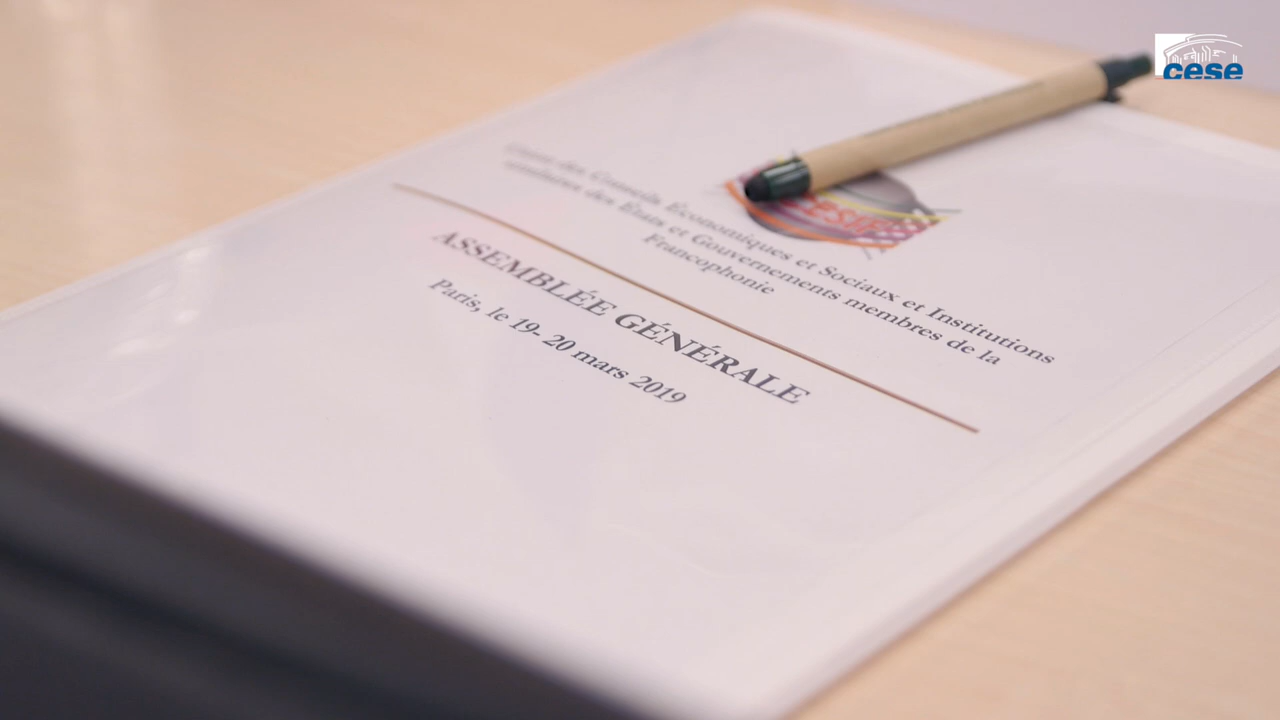 cese
Union des Conseils Économiques et Sociaux et Institutions
similaires des États et Gouvernements membres de la
Francophonie
ASSEMBLÉE GÉNÉRALE
Paris, le 19- 20 mars 2019